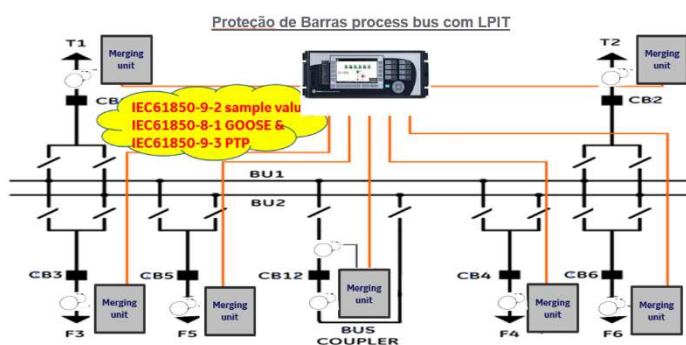 Proteção de Barras process bus com LPIT
T1
Merging
unit
T2
Merging
unit
CB
CB2
IEC61850-9-2 sample valu
IEC61850-8-1 GOOSE &
IEC61850-9-3 PTP
BU1
BU2
CB3
CB5
CB12
CB4
CB6
Merging
unit
Merging
unit
Merging
unit
Merging
unit
Merging
unit
F3
F5
BUS
COUPLER
F4
F6